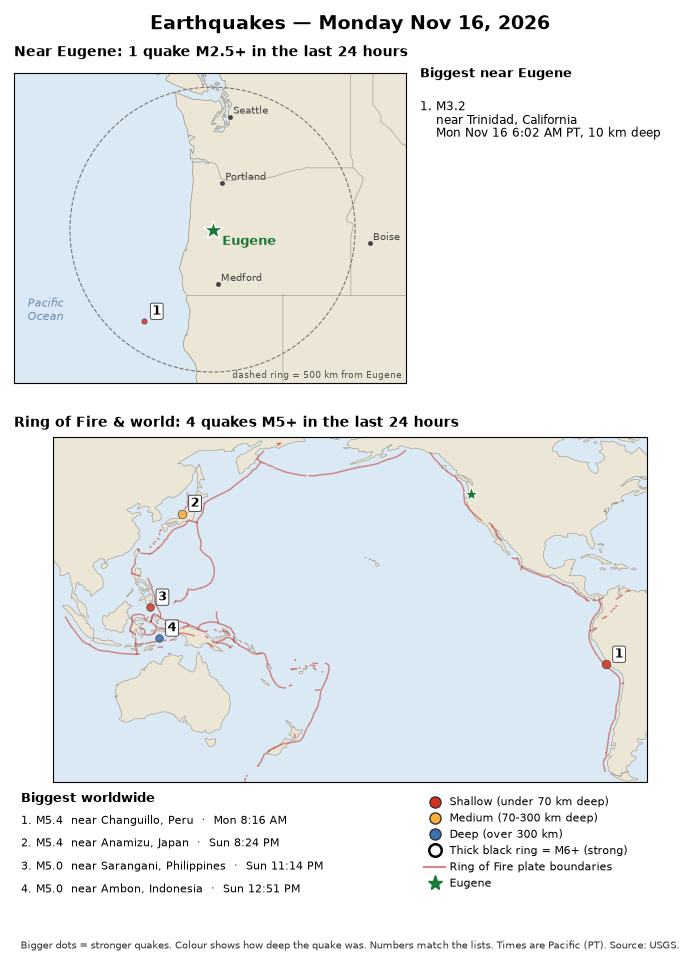 Earthquakes — Monday Nov 16, 2026
Near Eugene: 1 quake M2.5+ in the last 24 hours
Seattle
Portland
Eugene
Boise
Medford
Pacific
Ocean
1
dashed ring = 500 km from Eugene
Biggest near Eugene
1. M3.2
near Trinidad, California
Mon Nov 16 6:02 AM PT, 10 km deep
Ring of Fire & world: 4 quakes M5+ in the last 24 hours
2
3
4
1
Biggest worldwide
1. M5.4  near Changuillo, Peru  ·  Mon 8:16 AM
2. M5.4  near Anamizu, Japan  ·  Sun 8:24 PM
3. M5.0  near Sarangani, Philippines  ·  Sun 11:14 PM
4. M5.0  near Ambon, Indonesia  ·  Sun 12:51 PM
Shallow (under 70 km deep)
Medium (70-300 km deep)
Deep (over 300 km)
Thick black ring = M6+ (strong)
Ring of Fire plate boundaries
Eugene
Bigger dots = stronger quakes. Colour shows how deep the quake was. Numbers match the lists. Times are Pacific (PT). Source: USGS.